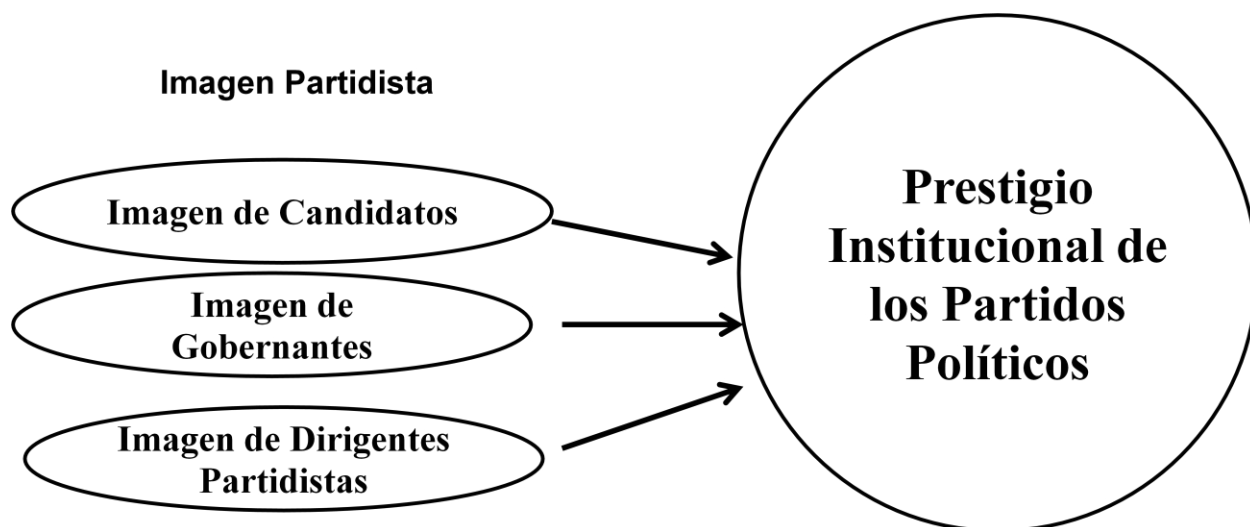 Imagen Partidista
Imagen de Candidatos
Imagen de
Gobernantes
Imagen de Dirigentes
Partidistas
Prestigio
Institucional de
los Partidos
Políticos